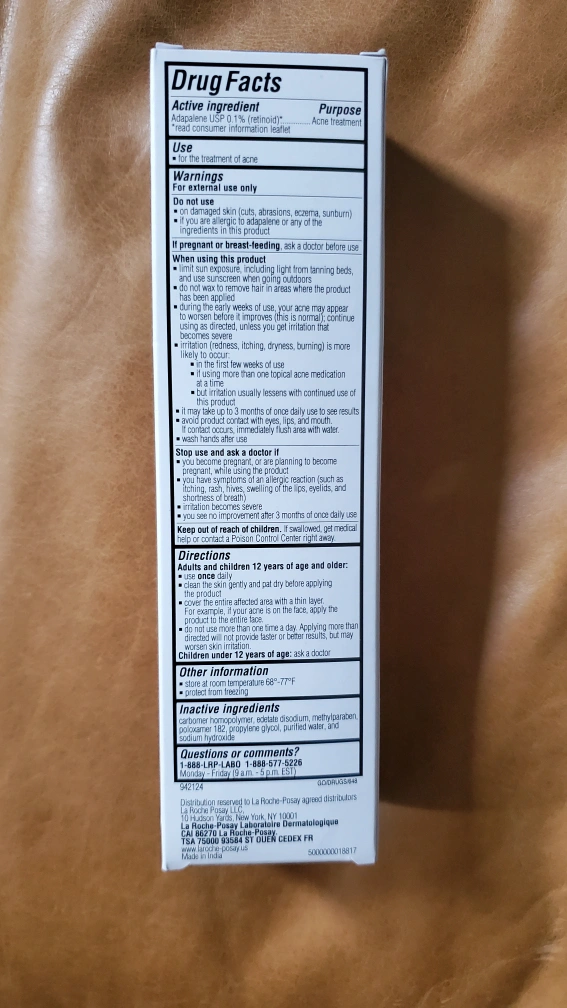 Drug Facts
Active ingredient Purpose
Adapalene USP 0.1% (retinoid)*............ Acne treatment
*read consumer information leaflet
Use
▪ for the treatment of acne
Warnings
For external use only
Do not use
▪ on damaged skin (cuts, abrasions, eczema, sunburn)
▪ if you are allergic to adapalene or any of the
ingredients in this product
If pregnant or breast-feeding, ask a doctor before use
When using this product
▪ limit sun exposure, including light from tanning beds,
and use sunscreen when going outdoors
▪ do not wax to remove hair in areas where the product
has been applied
▪ during the early weeks of use, your acne may appear
to worsen before it improves (this is normal); continue
using as directed, unless you get irritation that
becomes severe
▪ irritation (redness, itching, dryness, burning) is more
likely to occur:
▪ in the first few weeks of use
▪ if using more than one topical acne medication
at a time
▪ but irritation usually lessens with continued use of
this product
▪ it may take up to 3 months of once daily use to see results
▪ avoid product contact with eyes, lips, and mouth.
If contact occurs, immediately flush area with water.
▪ wash hands after use
Stop use and ask a doctor if
▪ you become pregnant, or are planning to become
pregnant, while using the product
▪ you have symptoms of an allergic reaction (such as
itching, rash, hives, swelling of the lips, eyelids, and
shortness of breath)
▪ irritation becomes severe
▪ you see no improvement after 3 months of once daily use
Keep out of reach of children. If swallowed, get medical
help or contact a Poison Control Center right away.
Directions
Adults and children 12 years of age and older:
▪ use once daily
▪ clean the skin gently and pat dry before applying
the product
▪ cover the entire affected area with a thin layer.
For example, if your acne is on the face, apply the
product to the entire face.
▪ do not use more than one time a day. Applying more than
directed will not provide faster or better results, but may
worsen skin irritation.
Children under 12 years of age: ask a doctor
Other information
▪ store at room temperature 68°-77°F
▪ protect from freezing
Inactive ingredients
carbomer homopolymer, edetate disodium, methylparaben,
poloxamer 182, propylene glycol, purified water, and
sodium hydroxide
Questions or comments?
1-888-LRP-LABO 1-888-577-5226
Monday - Friday (9 a.m. - 5 p.m. EST)
942124 GO/DRUGS/848
Distribution reserved to La Roche-Posay agreed distributors
La Roche Posay LLC,
10 Hudson Yards, New York, NY 10001
La Roche-Posay Laboratoire Dermatologique
CAI 86270 La Roche-Posay.
TSA 75000 93584 ST OUEN CEDEX FR
www.laroche-posay.us
Made in India 5000000018817